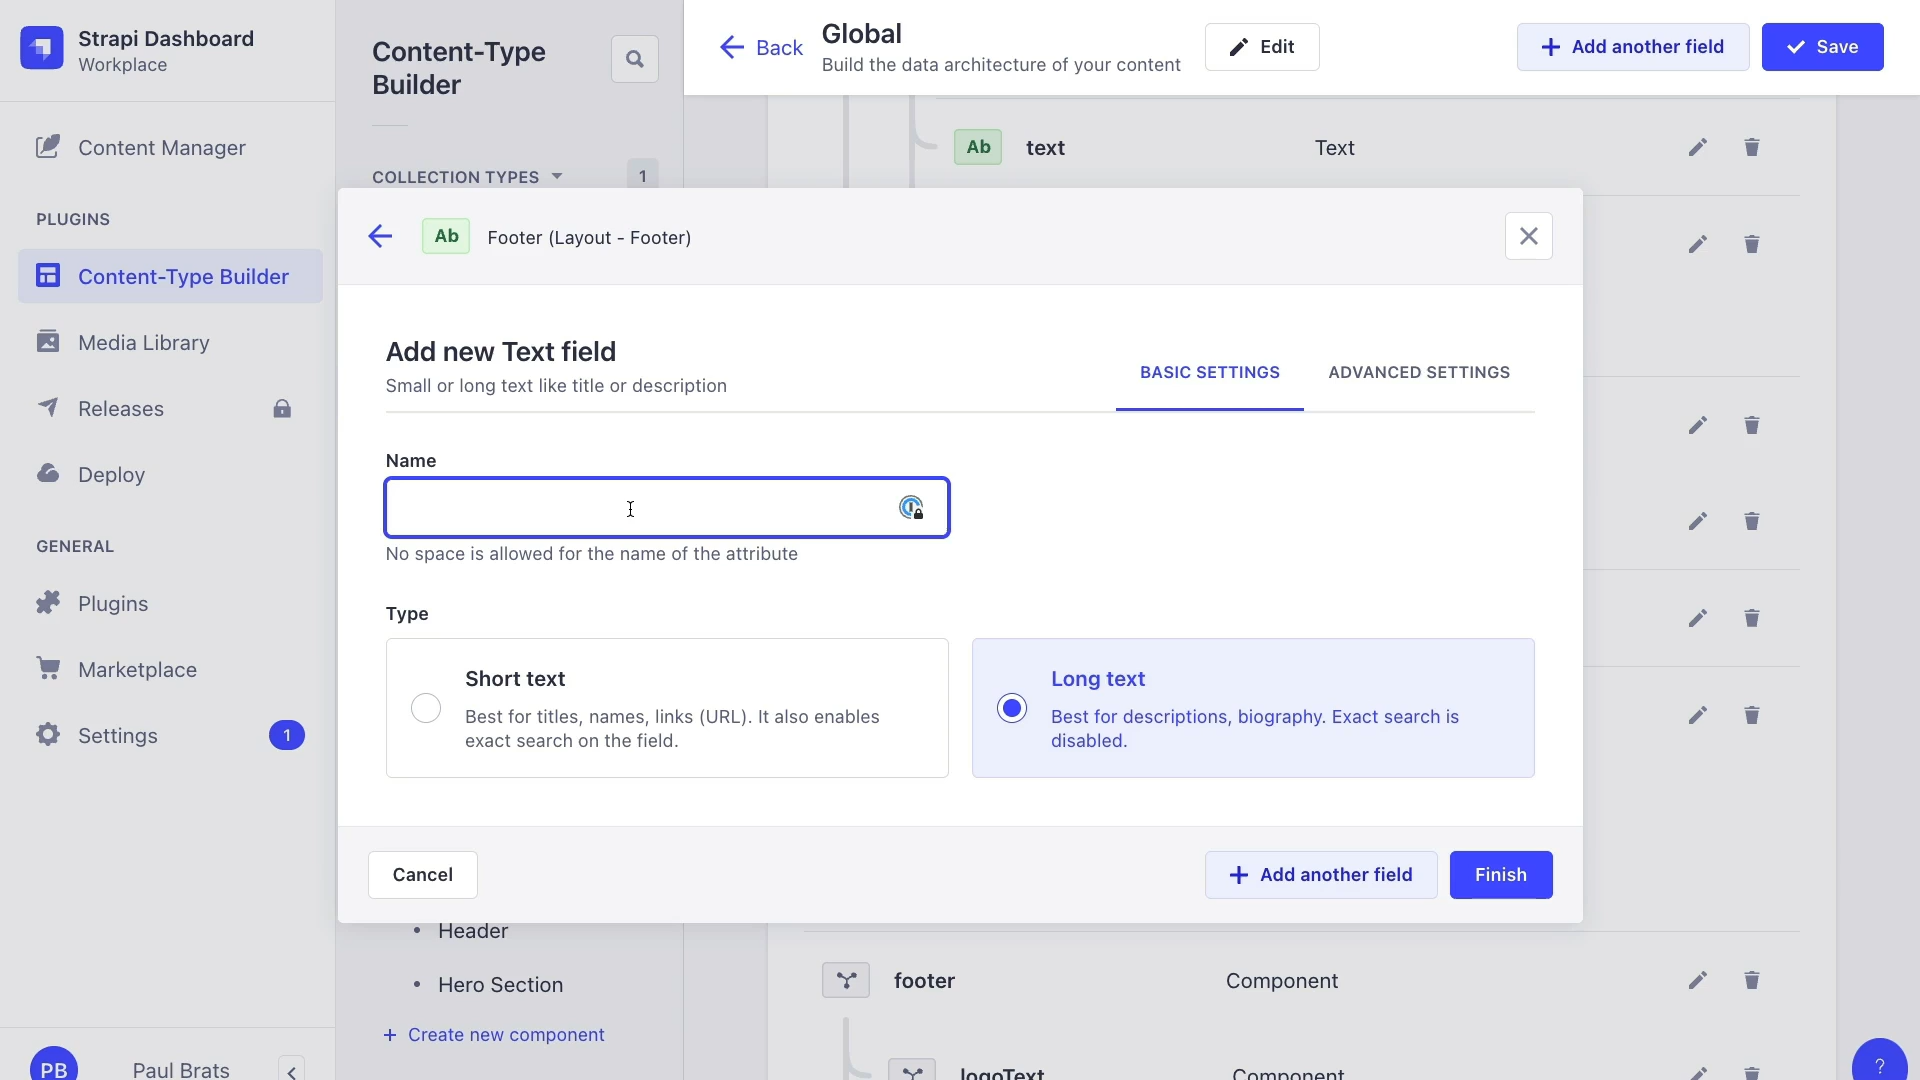 Strapi Dashboard
Workplace
Content Manager
PLUGINS
Content-Type Builder
Media Library
Releases
Deploy
GENERAL
Plugins
Marketplace
Settings
1
PB
Paul Brats
Content-Type
Builder
COLLECTION TYPES
1
Header
Hero Section
+ Create new component
Back
Global
Build the data architecture of your content
Edit
Add another field
Save
Ab
text
Text
Ab
Footer (Layout - Footer)
Add new Text field
Small or long text like title or description
BASIC SETTINGS
ADVANCED SETTINGS
Name
No space is allowed for the name of the attribute
Type
Short text
Best for titles, names, links (URL). It also enables
exact search on the field.
Long text
Best for descriptions, biography. Exact search is
disabled.
Cancel
Add another field
Finish
footer
Component
logoText
Component
?